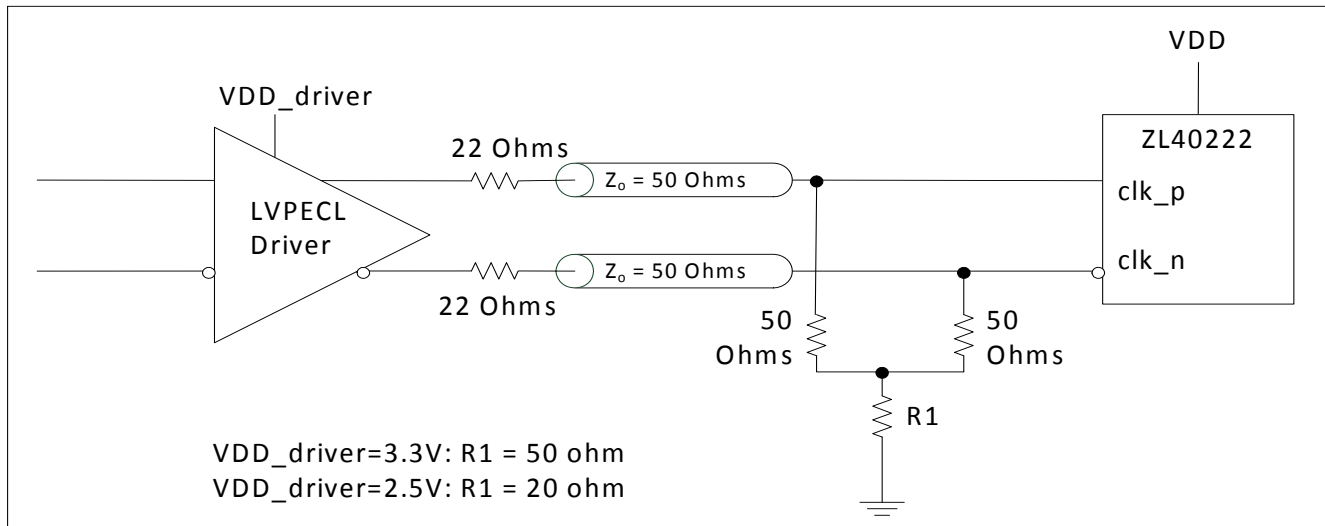 VDD
VDD_driver
ZL40222
22 Ohms
Zo = 50 Ohms
clk_p
LVPECL
Driver
clk_n
Zo = 50 Ohms
22 Ohms
50
Ohms
50
Ohms
R1
VDD_driver=3.3V: R1 = 50 ohm
VDD_driver=2.5V: R1 = 20 ohm